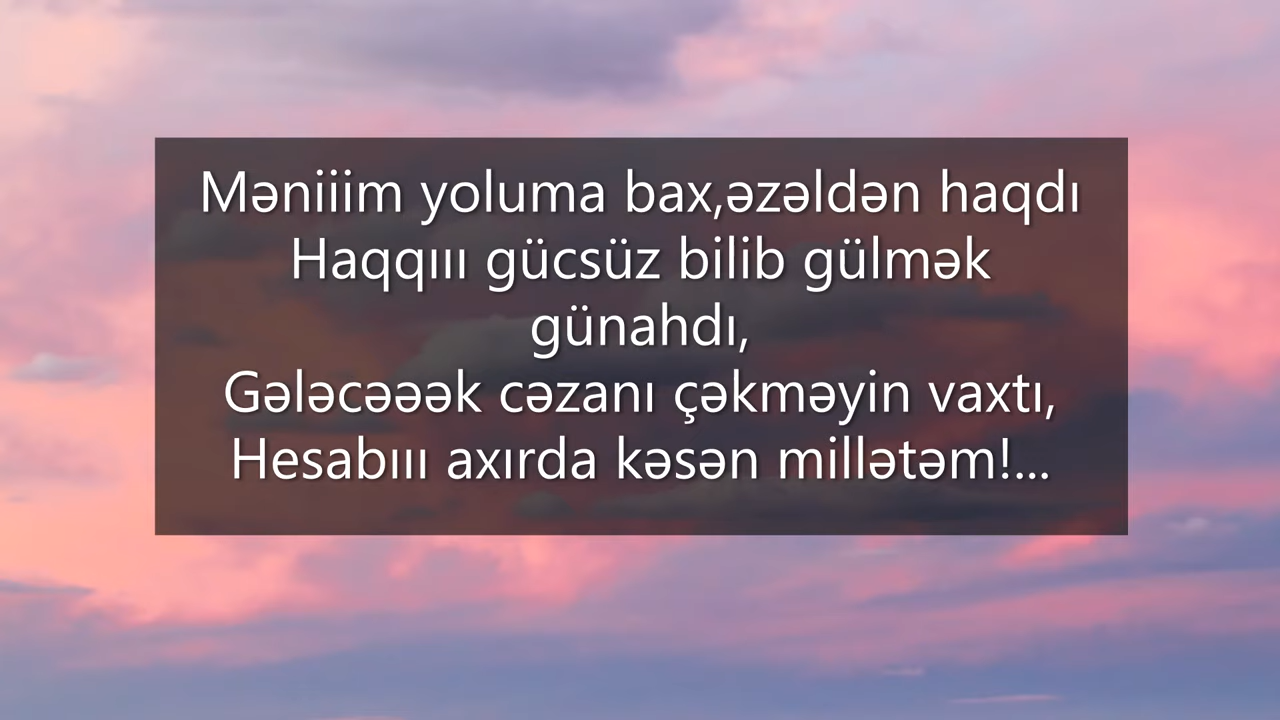 Məniiim yoluma bax,əzəldən haqdı
Haqqııı gücsüz bilib gülmək
günahdı,
Gələcəəək cəzanı çəkməyin vaxtı,
Hesabııı axırda kəsən millətəm!...